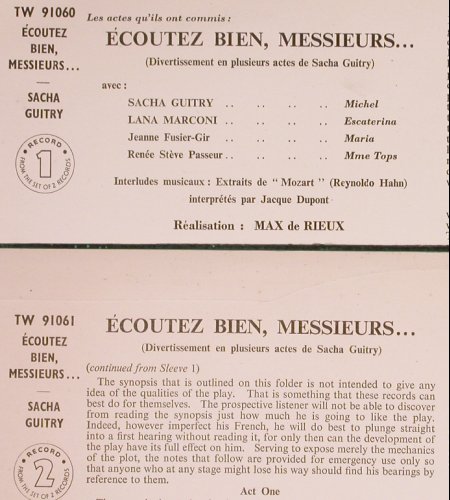 TW 91060
ÉCOUTEZ
BIEN,
MESSIEURS...
SACHA
GUITRY
RECORD
1
FROM THE SET OF 2 RECORDS
Les actes qu'ils ont commis :
ÉCOUTEZ BIEN, MESSIEURS...
(Divertissement en plusieurs actes de Sacha Guitry)
avec :
SACHA GUITRY .. .. .. .. Michel
LANA MARCONI .. .. .. .. Escaterina
Jeanne Fusier-Gir .. .. .. Maria
Renée Stève Passeur .. .. .. .. Mme Tops
Interludes musicaux : Extraits de " Mozart " (Reynoldo Hahn)
interprétés par Jacque Dupont
Réalisation : MAX de RIEUX
TW 91061
ÉCOUTEZ
BIEN,
MESSIEURS...
SACHA
GUITRY
RECORD
2
FROM THE SET OF 2 RECORDS
ÉCOUTEZ BIEN, MESSIEURS...
(Divertissement en plusieurs actes de Sacha Guitry)
(continued from Sleeve 1)
The synopsis that is outlined on this folder is not intended to give any
idea of the qualities of the play. That is something that these records can
best do for themselves. The prospective listener will not be able to discover
from reading the synopsis just how much he is going to like the play.
Indeed, however imperfect his French, he will do best to plunge straight
into a first hearing without reading it, for only then can the development of
the play have its full effect on him. Serving to expose merely the mechanics
of the plot, the notes that follow are provided for emergency use only so
that anyone who at any stage might lose his way should find his bearings by
reference to them.
Act One